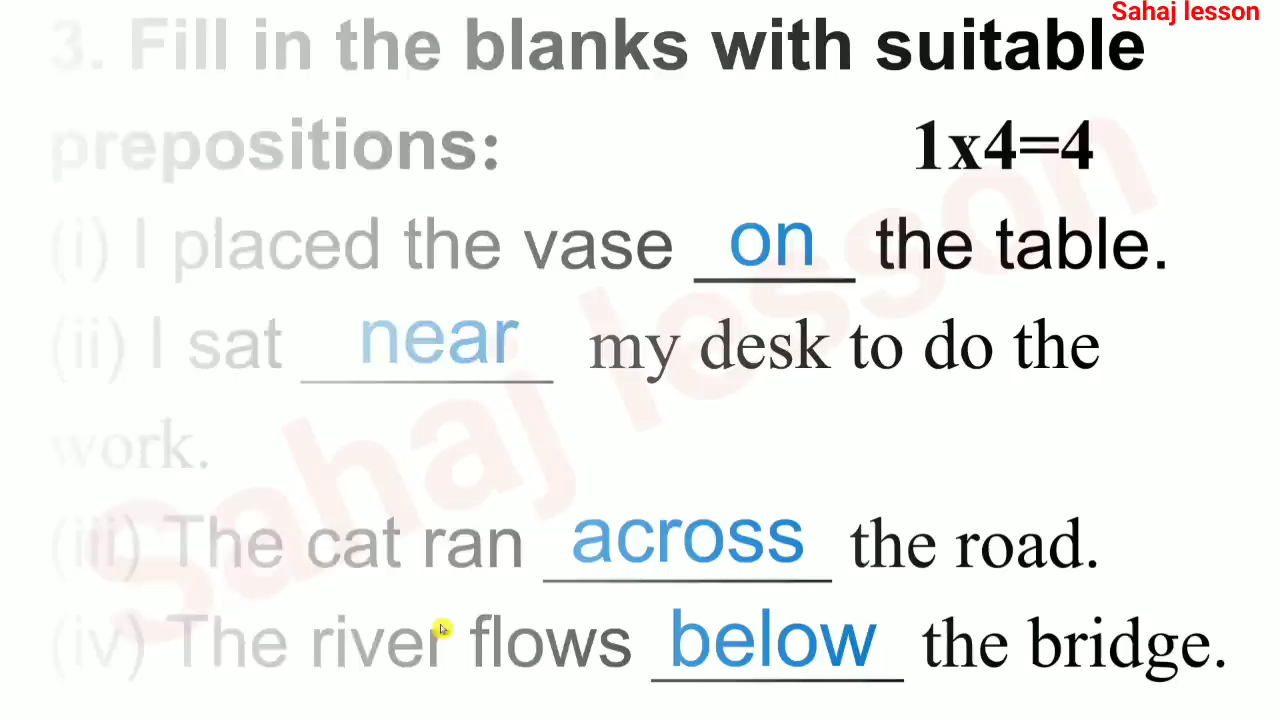 Sahaj lesson
3. Fill in the blanks with suitable
prepositions: 1x4=4
(i) I placed the vase on the table.
(ii) I sat near my desk to do the
work.
(iii) The cat ran across the road.
(iv) The river flows below the bridge.
Sahaj lesson